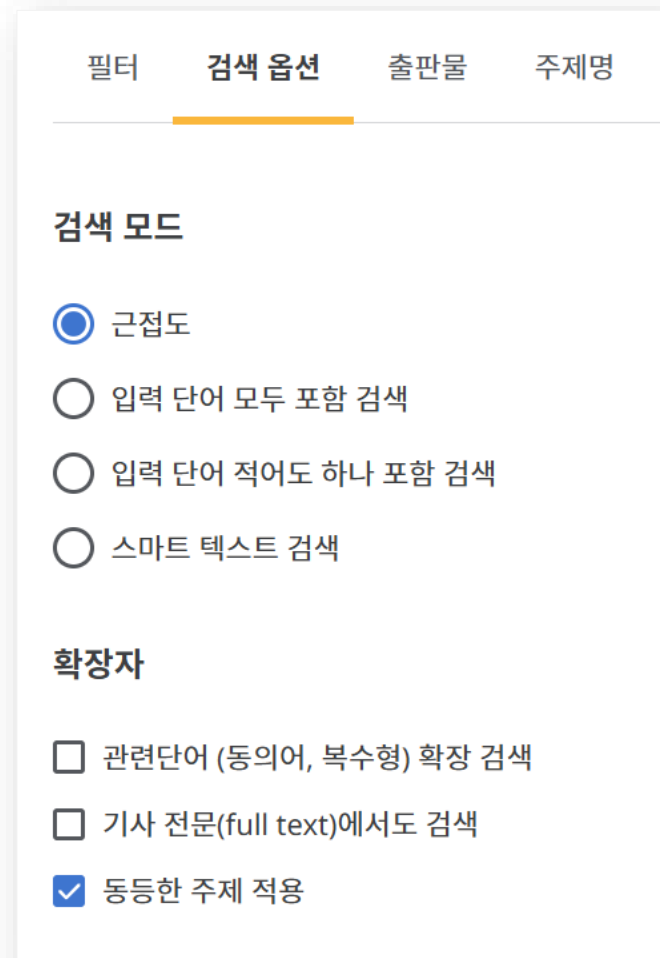 필터 검색 옵션 출판물 주제명
검색 모드
근접도
입력 단어 모두 포함 검색
입력 단어 적어도 하나 포함 검색
스마트 텍스트 검색
확장자
관련단어 (동의어, 복수형) 확장 검색
기사 전문(full text)에서도 검색
동등한 주제 적용